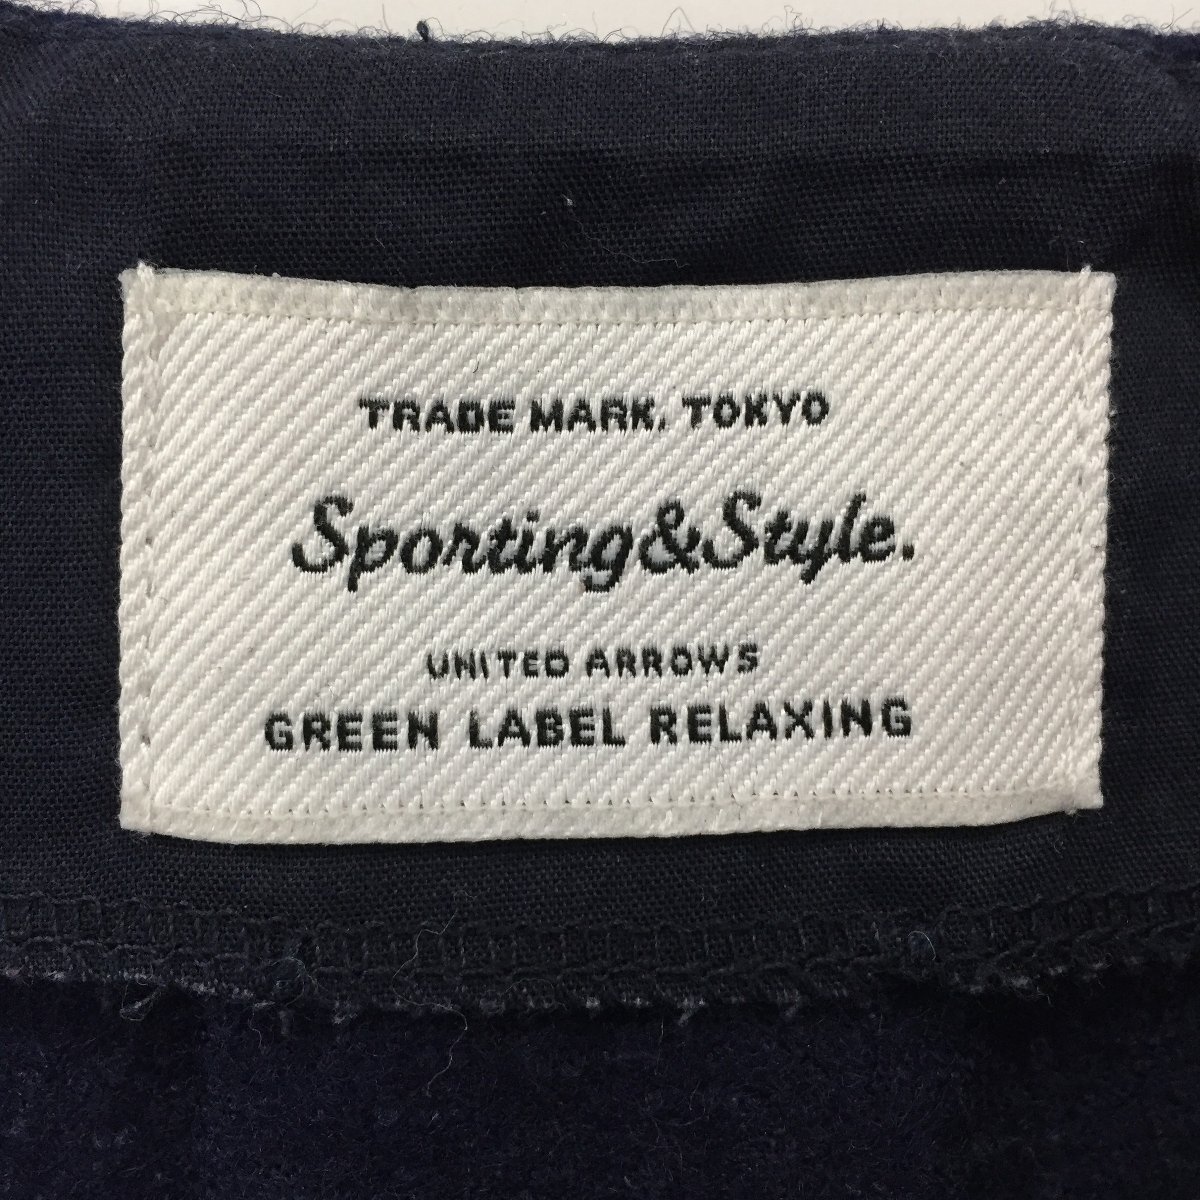 TRADE MARK. TOKYO
Sporting&Style.
UNITED ARROWS
GREEN LABEL RELAXING